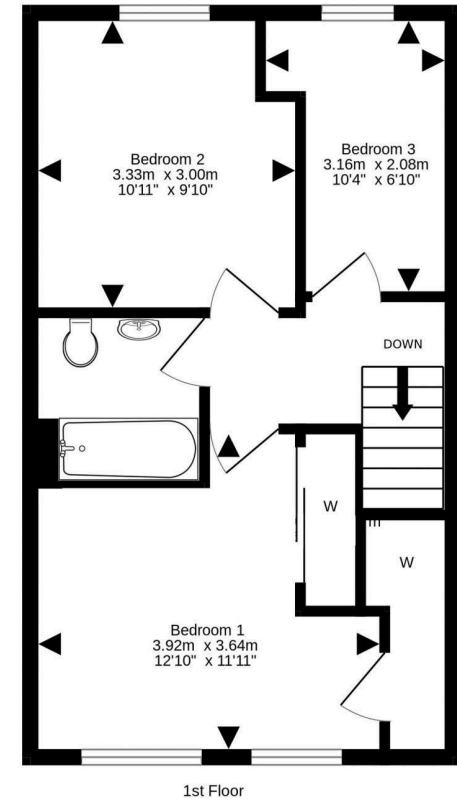 Bedroom 2
3.33m x 3.00m
10'11" x 9'10"
Bedroom 3
3.16m x 2.08m
10'4" x 6'10"
DOWN
W
W
Bedroom 1
3.92m x 3.64m
12'10" x 11'11"
1st Floor